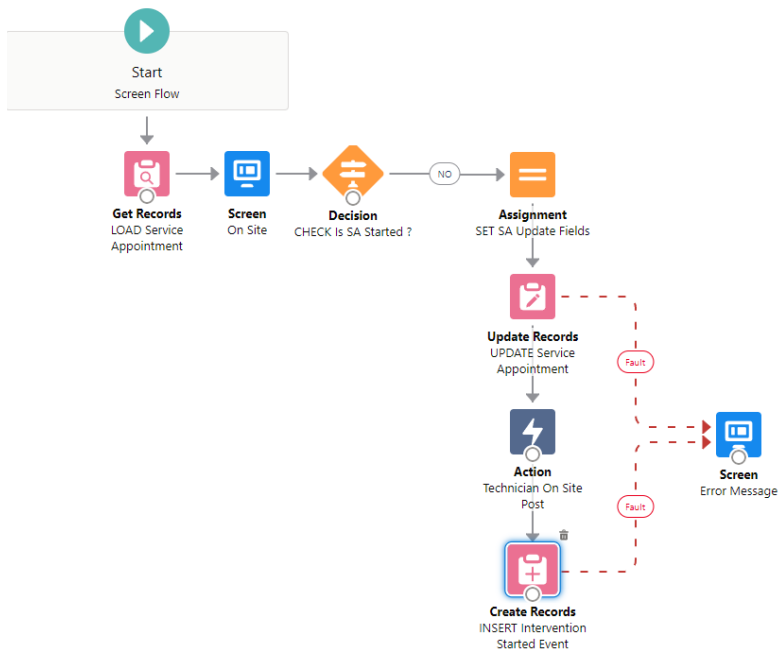 Start
Screen Flow
Get Records
LOAD Service
Appointment
Screen
On Site
Decision
CHECK Is SA Started ?
NO
Assignment
SET SA Update Fields
Update Records
UPDATE Service
Appointment
Fault
Action
Technician On Site
Post
Screen
Error Message
Fault
Create Records
INSERT Intervention
Started Event